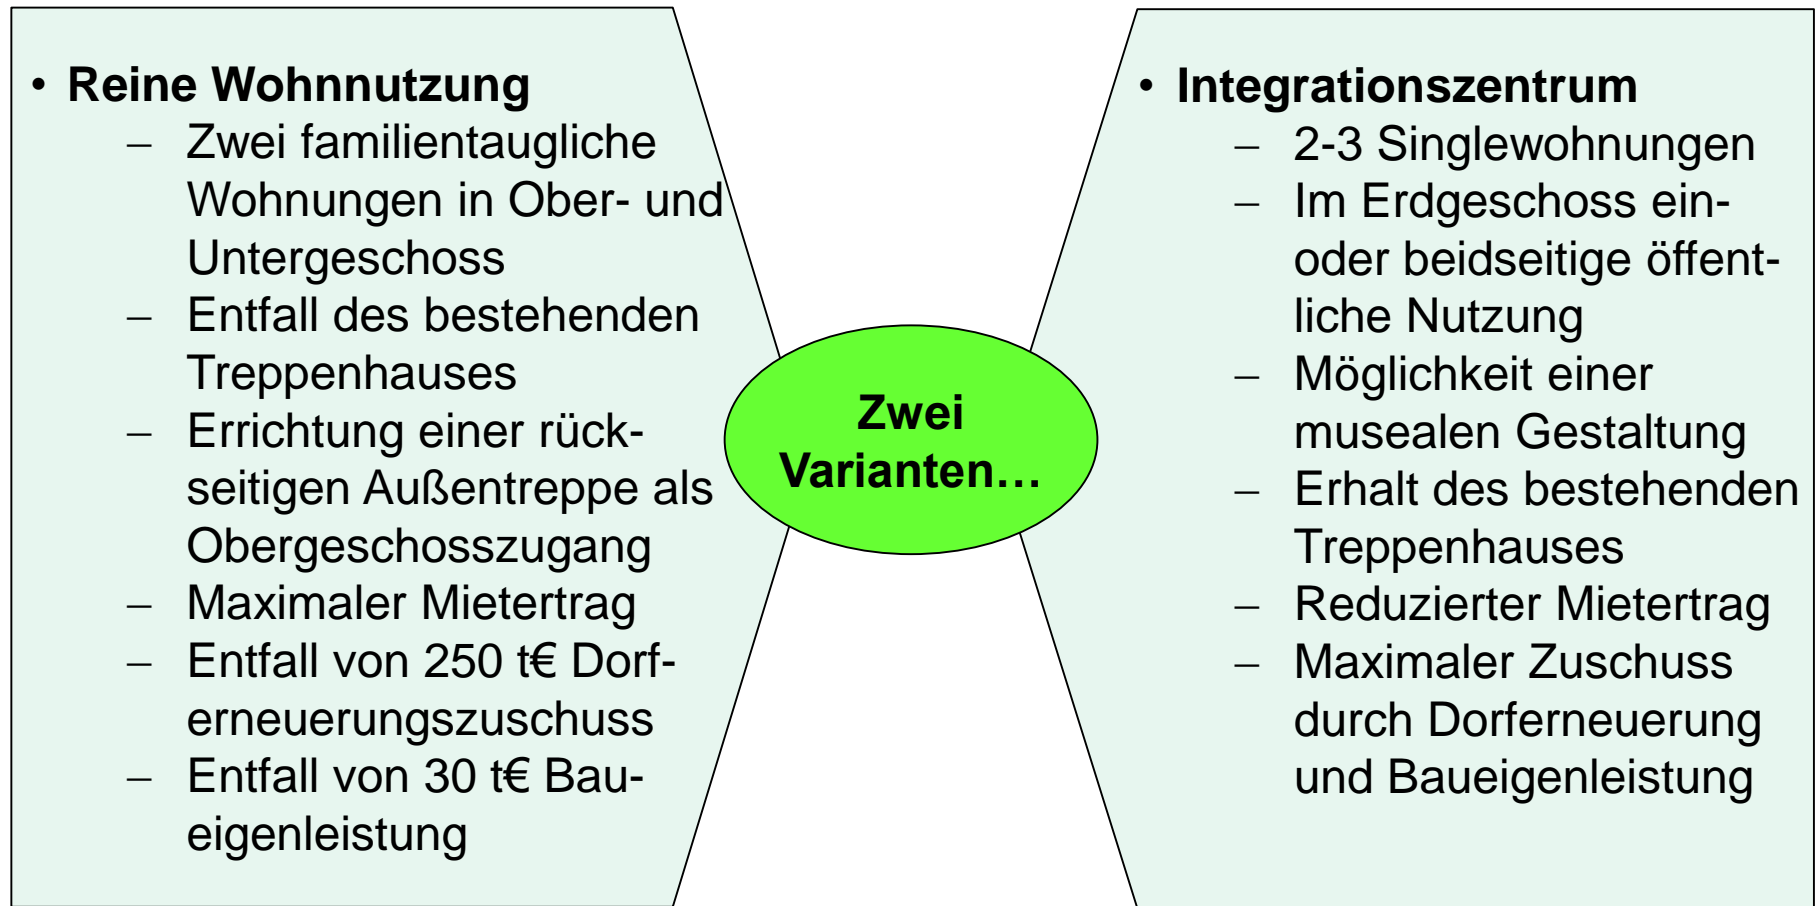 • Reine Wohnnutzung
– Zwei familientaugliche
Wohnungen in Ober- und
Untergeschoss
– Entfall des bestehenden
Treppenhauses
– Errichtung einer rück-
seitigen Außentreppe als
Obergeschosszugang
– Maximaler Mietertrag
– Entfall von 250 t€ Dorf-
erneuerungszuschuss
– Entfall von 30 t€ Bau-
eigenleistung
Zwei
Varianten…
• Integrationszentrum
– 2-3 Singlewohnungen
– Im Erdgeschoss ein-
oder beidseitige öffent-
liche Nutzung
– Möglichkeit einer
musealen Gestaltung
– Erhalt des bestehenden
Treppenhauses
– Reduzierter Mietertrag
– Maximaler Zuschuss
durch Dorferneuerung
und Baueigenleistung